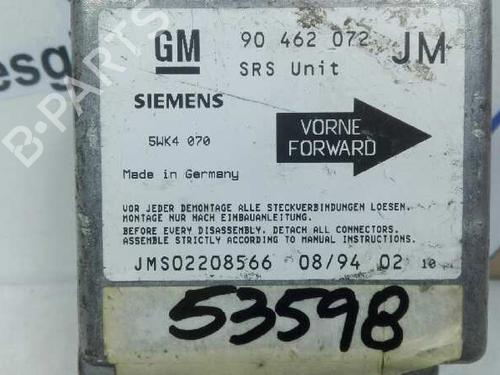 GM 90 462 072 JM
SRS Unit
SIEMENS
5WK4 070
VORNE
FORWARD
Made in Germany
VOR JEDER DEMONTAGE ALLE STECKVERBINDUNGEN LOESEN.
MONTAGE NUR NACH EINBAUANLEITUNG.
BEFORE EVERY DISASSEMBLY, DETACH ALL CONNECTORS.
ASSEMBLE STRICTLY ACCORDING TO MANUAL INSTRUMENTS.
JMS02208566 08/94 02 10
53598